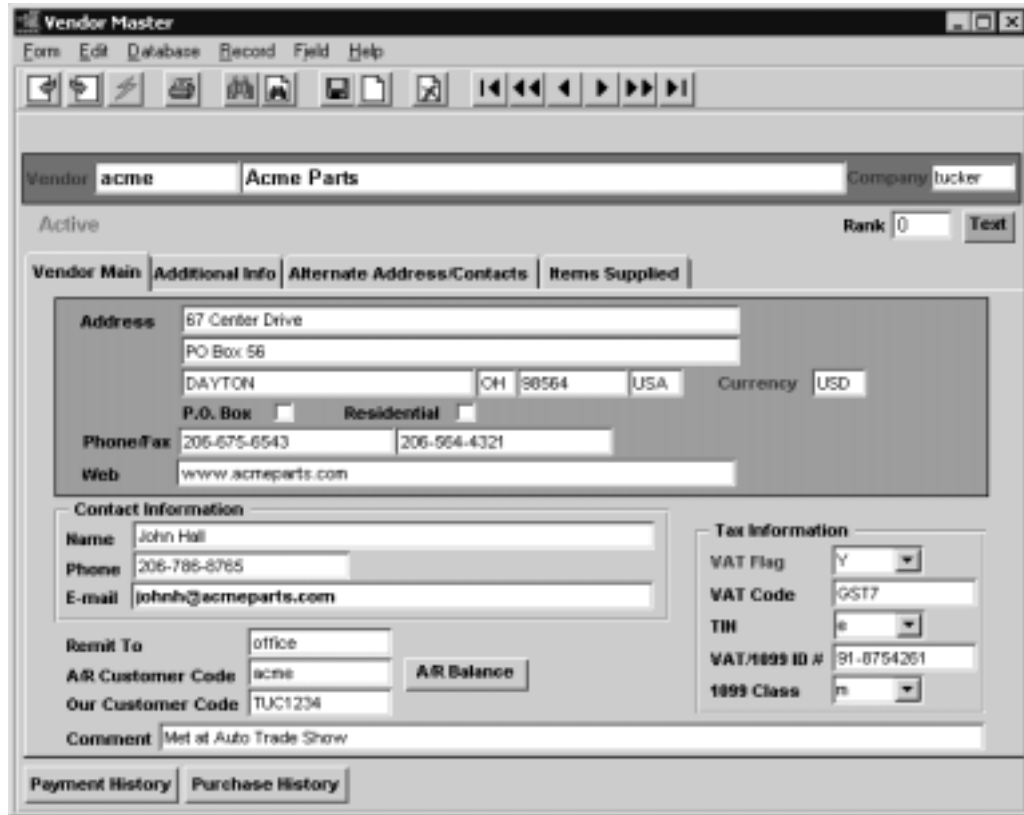 Vendor Master
Form Edit Database Record Field Help
Vendor acme Acme Parts Company tucker
Active Rank 0 Text
Vendor Main Additional Info Alternate Address/Contacts Items Supplied
Address 67 Center Drive
PO Box 56
DAYTON OH 98564 USA Currency USD
P.O. Box Residential
Phone/Fax 206-675-6543 206-564-4321
Web www.acmeparts.com
Contact Information
Name John Hall
Phone 206-786-8765
E-mail johnh@acmeparts.com
Tax Information
VAT Flag Y
VAT Code GST7
TIN e
VAT/1099 ID # 91-8754261
1099 Class m
Remit To office
A/R Customer Code acme A/R Balance
Our Customer Code TUC1234
Comment Met at Auto Trade Show
Payment History Purchase History